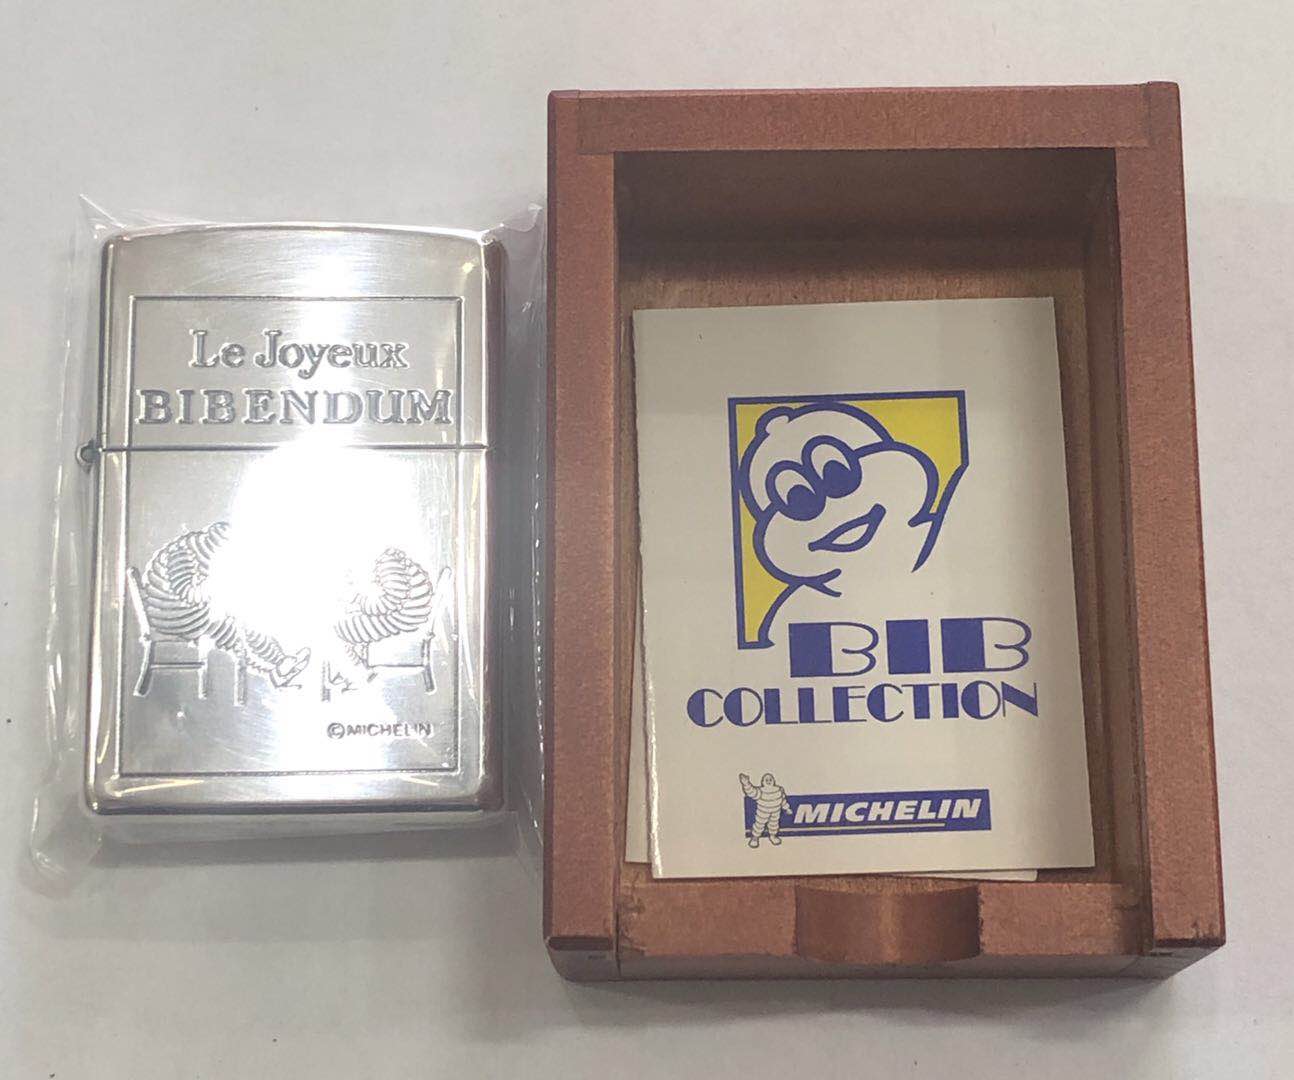 Le Joyeux
BIBENDUM
©MICHELIN
BIB
COLLECTION
MICHELIN